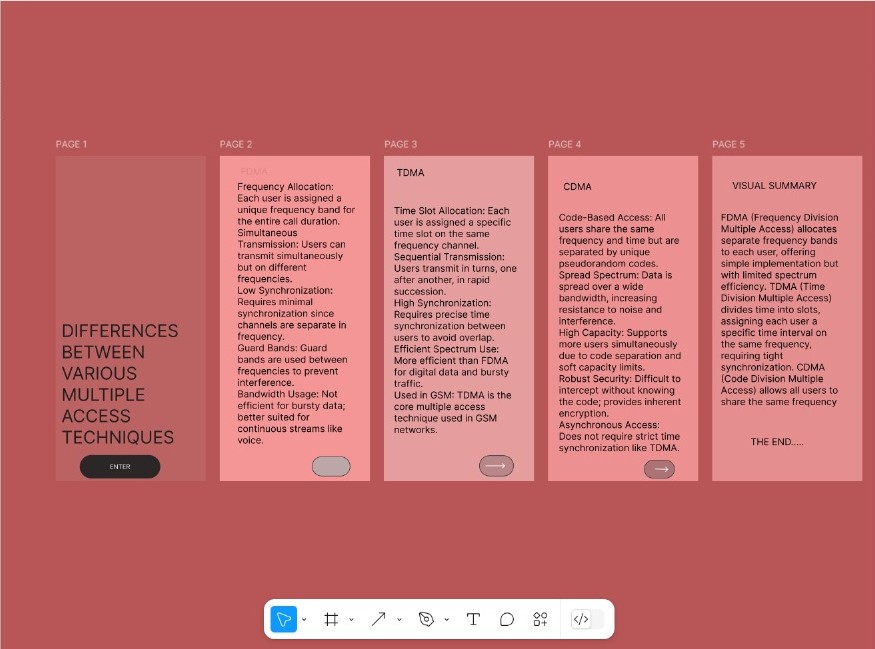 PAGE 1
DIFFERENCES
BETWEEN
VARIOUS
MULTIPLE
ACCESS
TECHNIQUES
ENTER
PAGE 2
FDMA
Frequency Allocation:
Each user is assigned a
unique frequency band for
the entire call duration.
Simultaneous
Transmission: Users can
transmit simultaneously
but on different
frequencies.
Low Synchronization:
Requires minimal
synchronization since
channels are separate in
frequency.
Guard Bands: Guard
bands are used between
frequencies to prevent
interference.
Bandwidth Usage: Not
efficient for bursty data;
better suited for
continuous streams like
voice.
PAGE 3
TDMA
Time Slot Allocation: Each
user is assigned a specific
time slot on the same
frequency channel.
Sequential Transmission:
Users transmit in turns, one
after another, in rapid
succession.
High Synchronization:
Requires precise time
synchronization between
users to avoid overlap.
Efficient Spectrum Use:
More efficient than FDMA
for digital data and bursty
traffic.
Used in GSM: TDMA is the
core multiple access
technique used in GSM
networks.
PAGE 4
CDMA
Code-Based Access: All
users share the same
frequency and time but are
separated by unique
pseudorandom codes.
Spread Spectrum: Data is
spread over a wide
bandwidth, increasing
resistance to noise and
interference.
High Capacity: Supports
more users simultaneously
due to code separation and
soft capacity limits.
Robust Security: Difficult to
intercept without knowing
the code; provides inherent
encryption.
Asynchronous Access:
Does not require strict time
synchronization like TDMA.
PAGE 5
VISUAL SUMMARY
FDMA (Frequency Division
Multiple Access) allocates
separate frequency bands
to each user, offering
simple implementation but
with limited spectrum
efficiency. TDMA (Time
Division Multiple Access)
divides time into slots,
assigning each user a
specific time interval on
the same frequency,
requiring tight
synchronization. CDMA
(Code Division Multiple
Access) allows all users to
share the same frequency
THE END.....